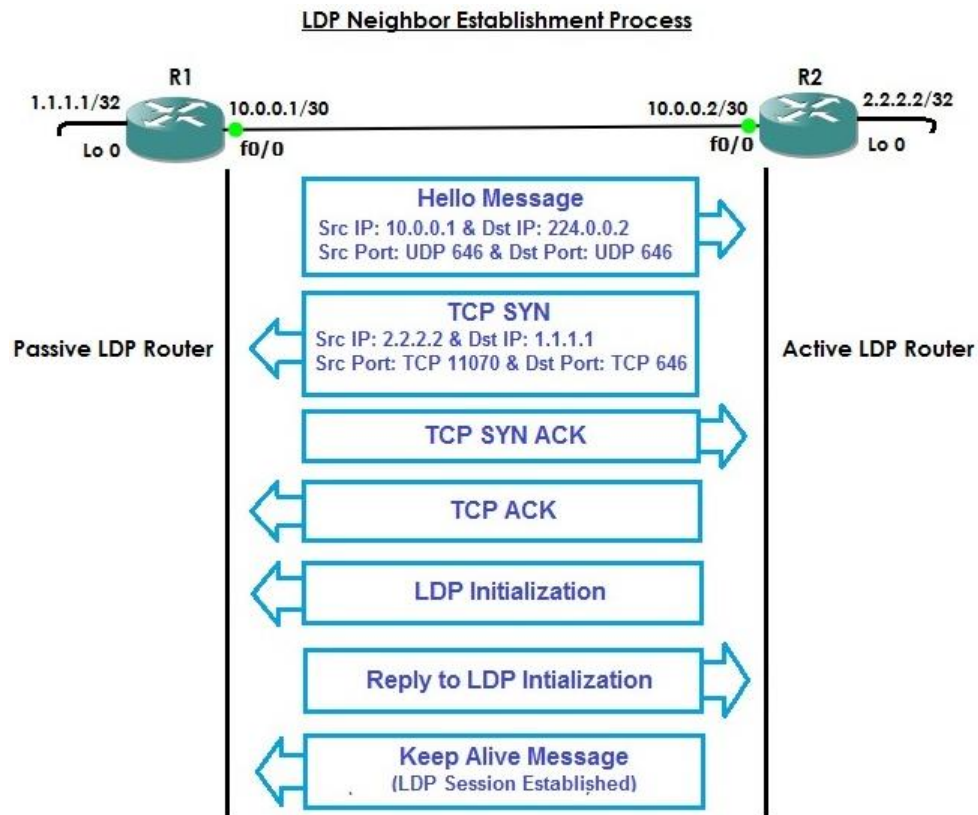 LDP Neighbor Establishment Process
R1
R2
1.1.1.1/32
10.0.0.1/30
10.0.0.2/30
2.2.2.2/32
Lo 0
f0/0
f0/0
Lo 0
Hello Message
Src IP: 10.0.0.1 & Dst IP: 224.0.0.2
Src Port: UDP 646 & Dst Port: UDP 646
Passive LDP Router
TCP SYN
Src IP: 2.2.2.2 & Dst IP: 1.1.1.1
Src Port: TCP 11070 & Dst Port: TCP 646
Active LDP Router
TCP SYN ACK
TCP ACK
LDP Initialization
Reply to LDP Intialization
Keep Alive Message
(LDP Session Established)